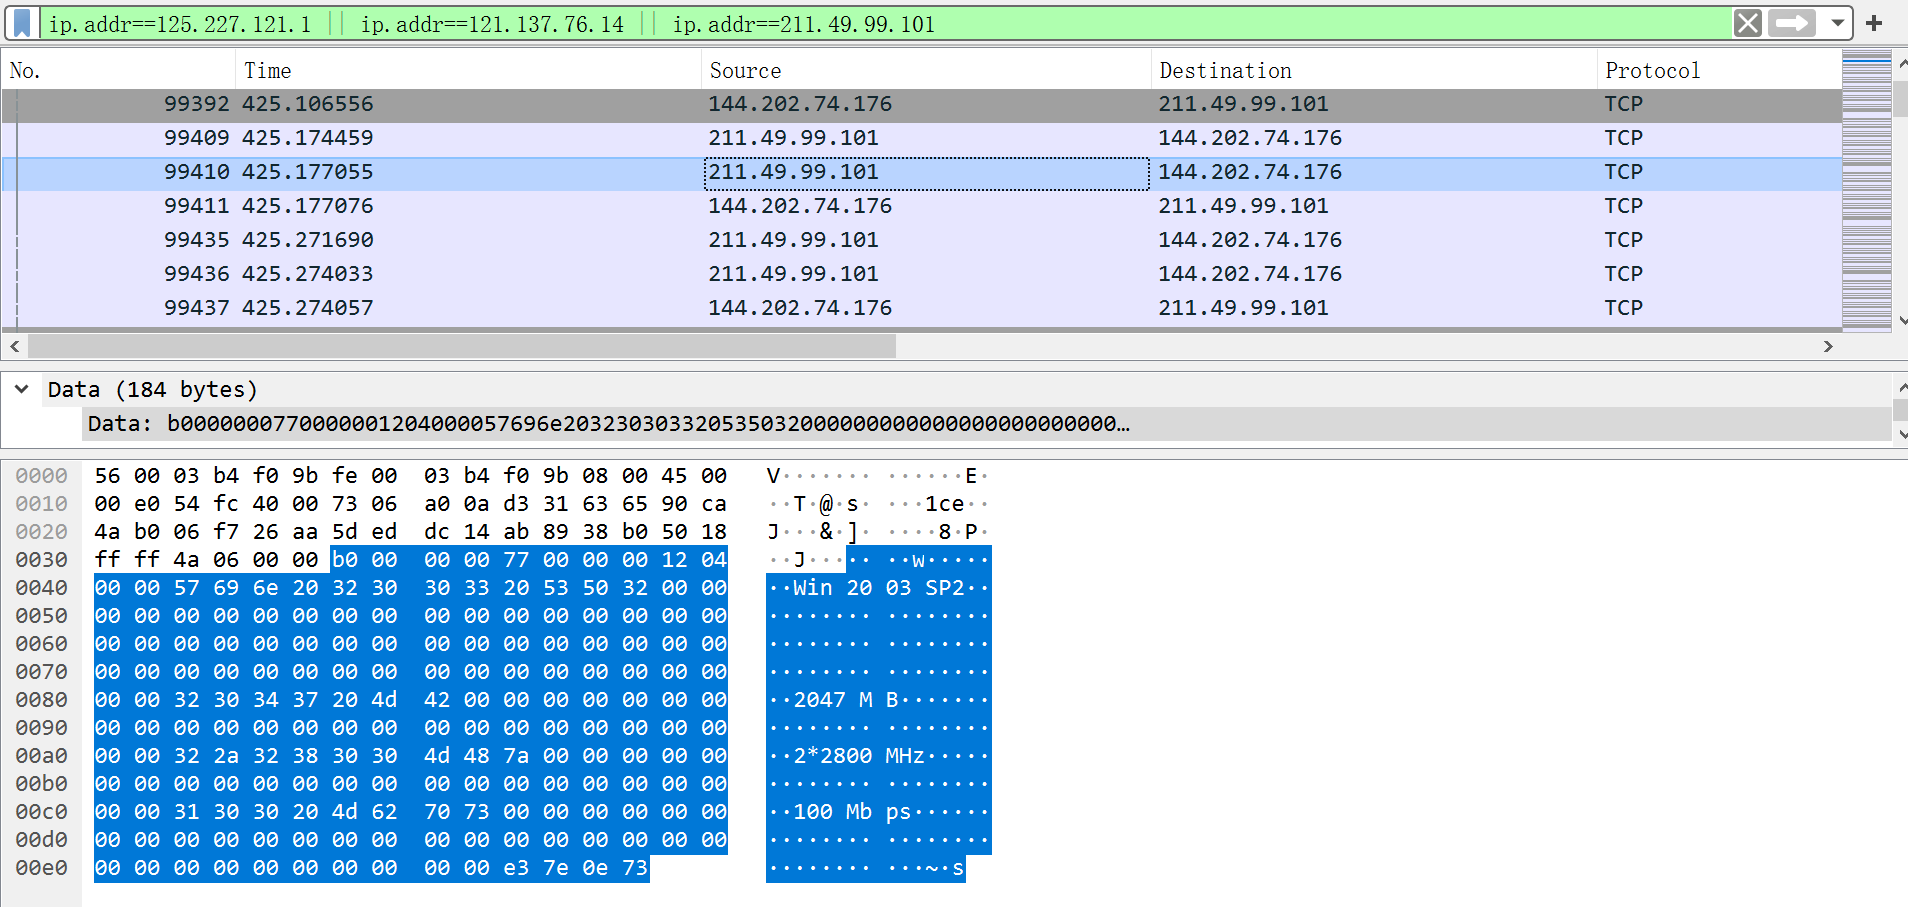 ip.addr==125.227.121.1 || ip.addr==121.137.76.14 || ip.addr==211.49.99.101
No. Time Source Destination Protocol
99392 425.106556 144.202.74.176 211.49.99.101 TCP
99409 425.174459 211.49.99.101 144.202.74.176 TCP
99410 425.177055 211.49.99.101 144.202.74.176 TCP
99411 425.177076 144.202.74.176 211.49.99.101 TCP
99435 425.271690 211.49.99.101 144.202.74.176 TCP
99436 425.274033 211.49.99.101 144.202.74.176 TCP
99437 425.274057 144.202.74.176 211.49.99.101 TCP
Data (184 bytes)
Data: b0000000770000001204000057696e20323030332053503200000000000000000000000000…
0000 56 00 03 b4 f0 9b fe 00 03 b4 f0 9b 08 00 45 00 V······· ······E·
0010 00 e0 54 fc 40 00 73 06 a0 0a d3 31 63 65 90 ca ··T·@·s· ···1ce··
0020 4a b0 06 f7 26 aa 5d ed dc 14 ab 89 38 b0 50 18 J···&·]· ····8·P·
0030 ff ff 4a 06 00 00 b0 00 00 00 77 00 00 00 12 04 ··J····· ··w·····
0040 00 00 57 69 6e 20 32 30 30 33 20 53 50 32 00 00 ··Win 20 03 SP2··
0050 00 00 00 00 00 00 00 00 00 00 00 00 00 00 00 00 ········ ········
0060 00 00 00 00 00 00 00 00 00 00 00 00 00 00 00 00 ········ ········
0070 00 00 00 00 00 00 00 00 00 00 00 00 00 00 00 00 ········ ········
0080 00 00 32 30 34 37 20 4d 42 00 00 00 00 00 00 00 ··2047 M B·······
0090 00 00 00 00 00 00 00 00 00 00 00 00 00 00 00 00 ········ ········
00a0 00 00 32 2a 32 38 30 30 4d 48 7a 00 00 00 00 00 ··2*2800 MHz·····
00b0 00 00 00 00 00 00 00 00 00 00 00 00 00 00 00 00 ········ ········
00c0 00 00 31 30 30 20 4d 62 70 73 00 00 00 00 00 00 ··100 Mb ps······
00d0 00 00 00 00 00 00 00 00 00 00 00 00 00 00 00 00 ········ ········
00e0 00 00 00 00 00 00 00 00 00 00 e3 7e 0e 73 ········ ···~·s